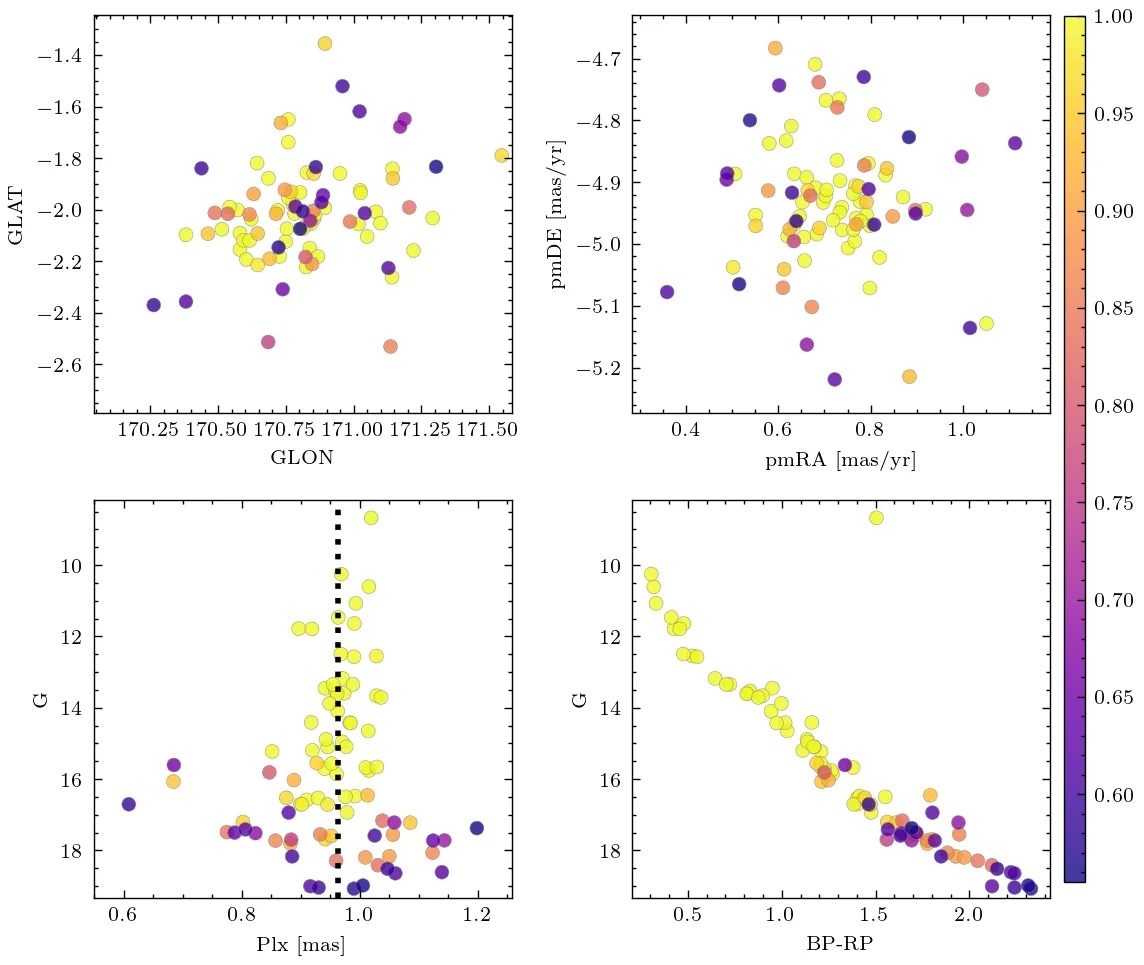 −1.4
−1.6
−1.8
−2.0
−2.2
−2.4
−2.6
GLAT
170.25 170.50 170.75 171.00 171.25 171.50
GLON
−4.7
−4.8
−4.9
−5.0
−5.1
−5.2
pmDE [mas/yr]
0.4 0.6 0.8 1.0
pmRA [mas/yr]
10
12
14
16
18
G
0.6 0.8 1.0 1.2
Plx [mas]
10
12
14
16
18
G
0.5 1.0 1.5 2.0
BP-RP
1.00
0.95
0.90
0.85
0.80
0.75
0.70
0.65
0.60